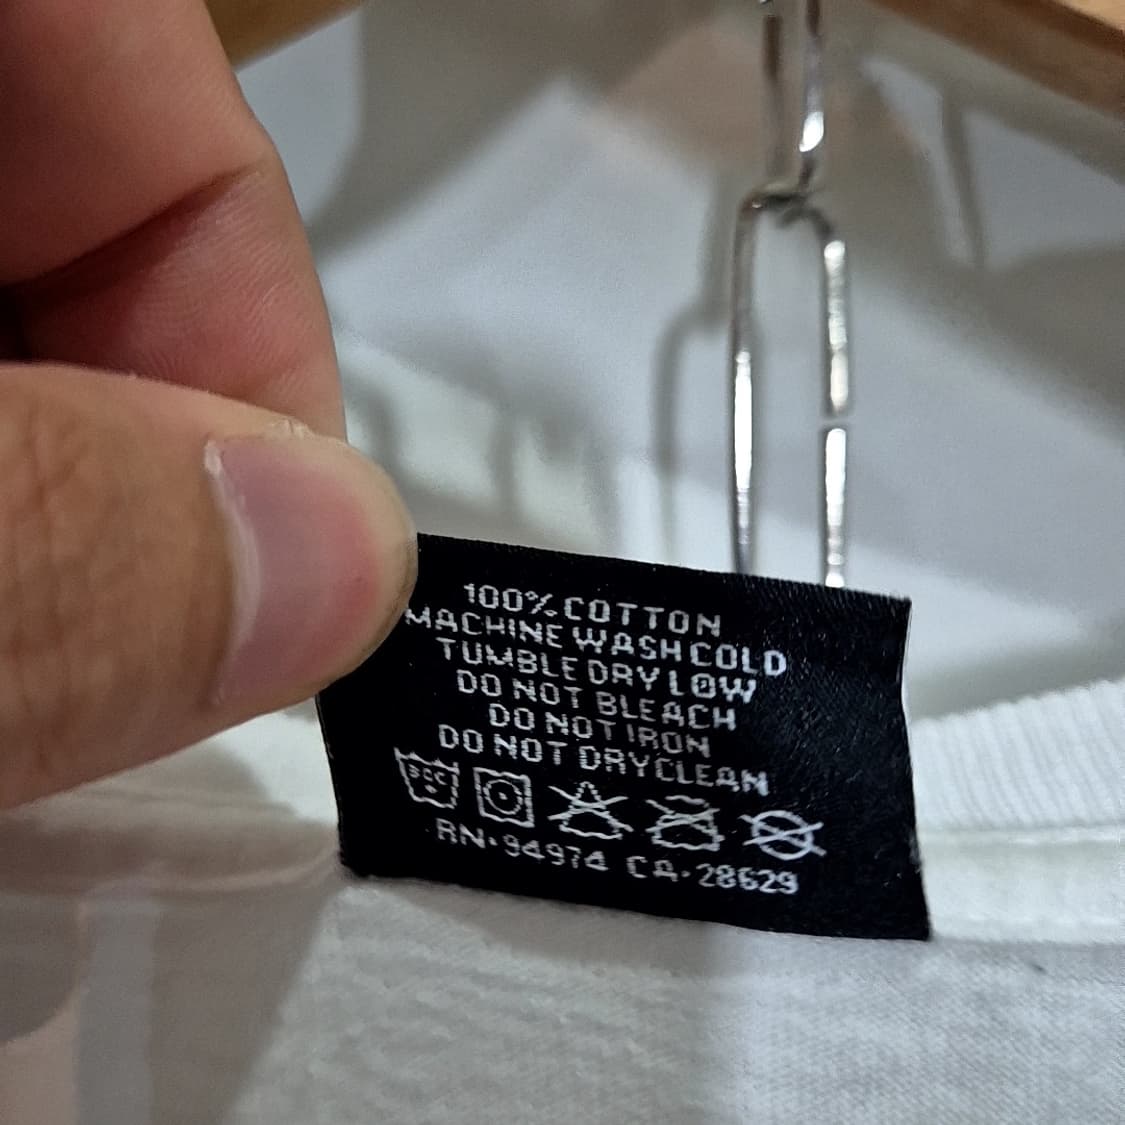 100% COTTON
MACHINE WASH COLD
TUMBLE DRY LOW
DO NOT BLEACH
DO NOT IRON
DO NOT DRYCLEAN
RN•94974 CA•28629